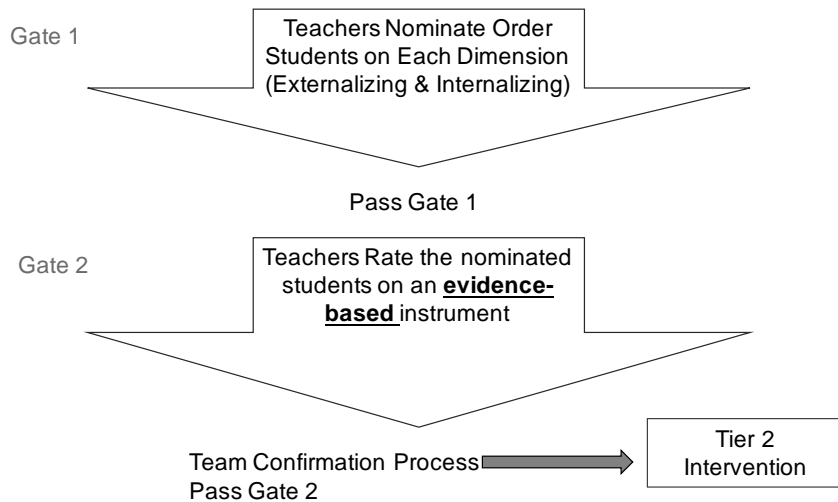 Gate 1
Teachers Nominate Order
Students on Each Dimension
(Externalizing & Internalizing)
Pass Gate 1
Gate 2
Teachers Rate the nominated
students on an evidence-
based instrument
Team Confirmation Process
Pass Gate 2
Tier 2
Intervention